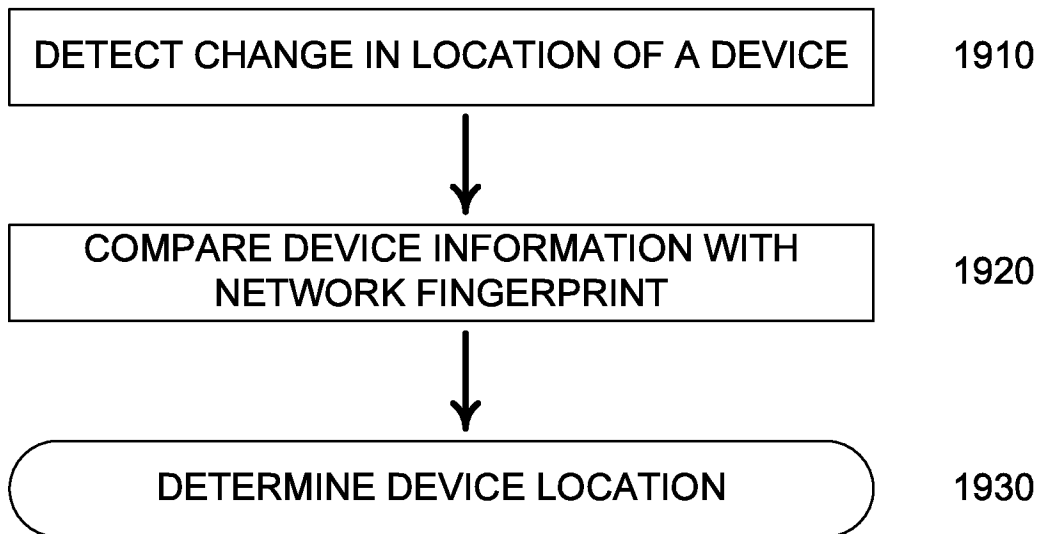 DETECT CHANGE IN LOCATION OF A DEVICE 1910
COMPARE DEVICE INFORMATION WITH
NETWORK FINGERPRINT
1920
DETERMINE DEVICE LOCATION 1930